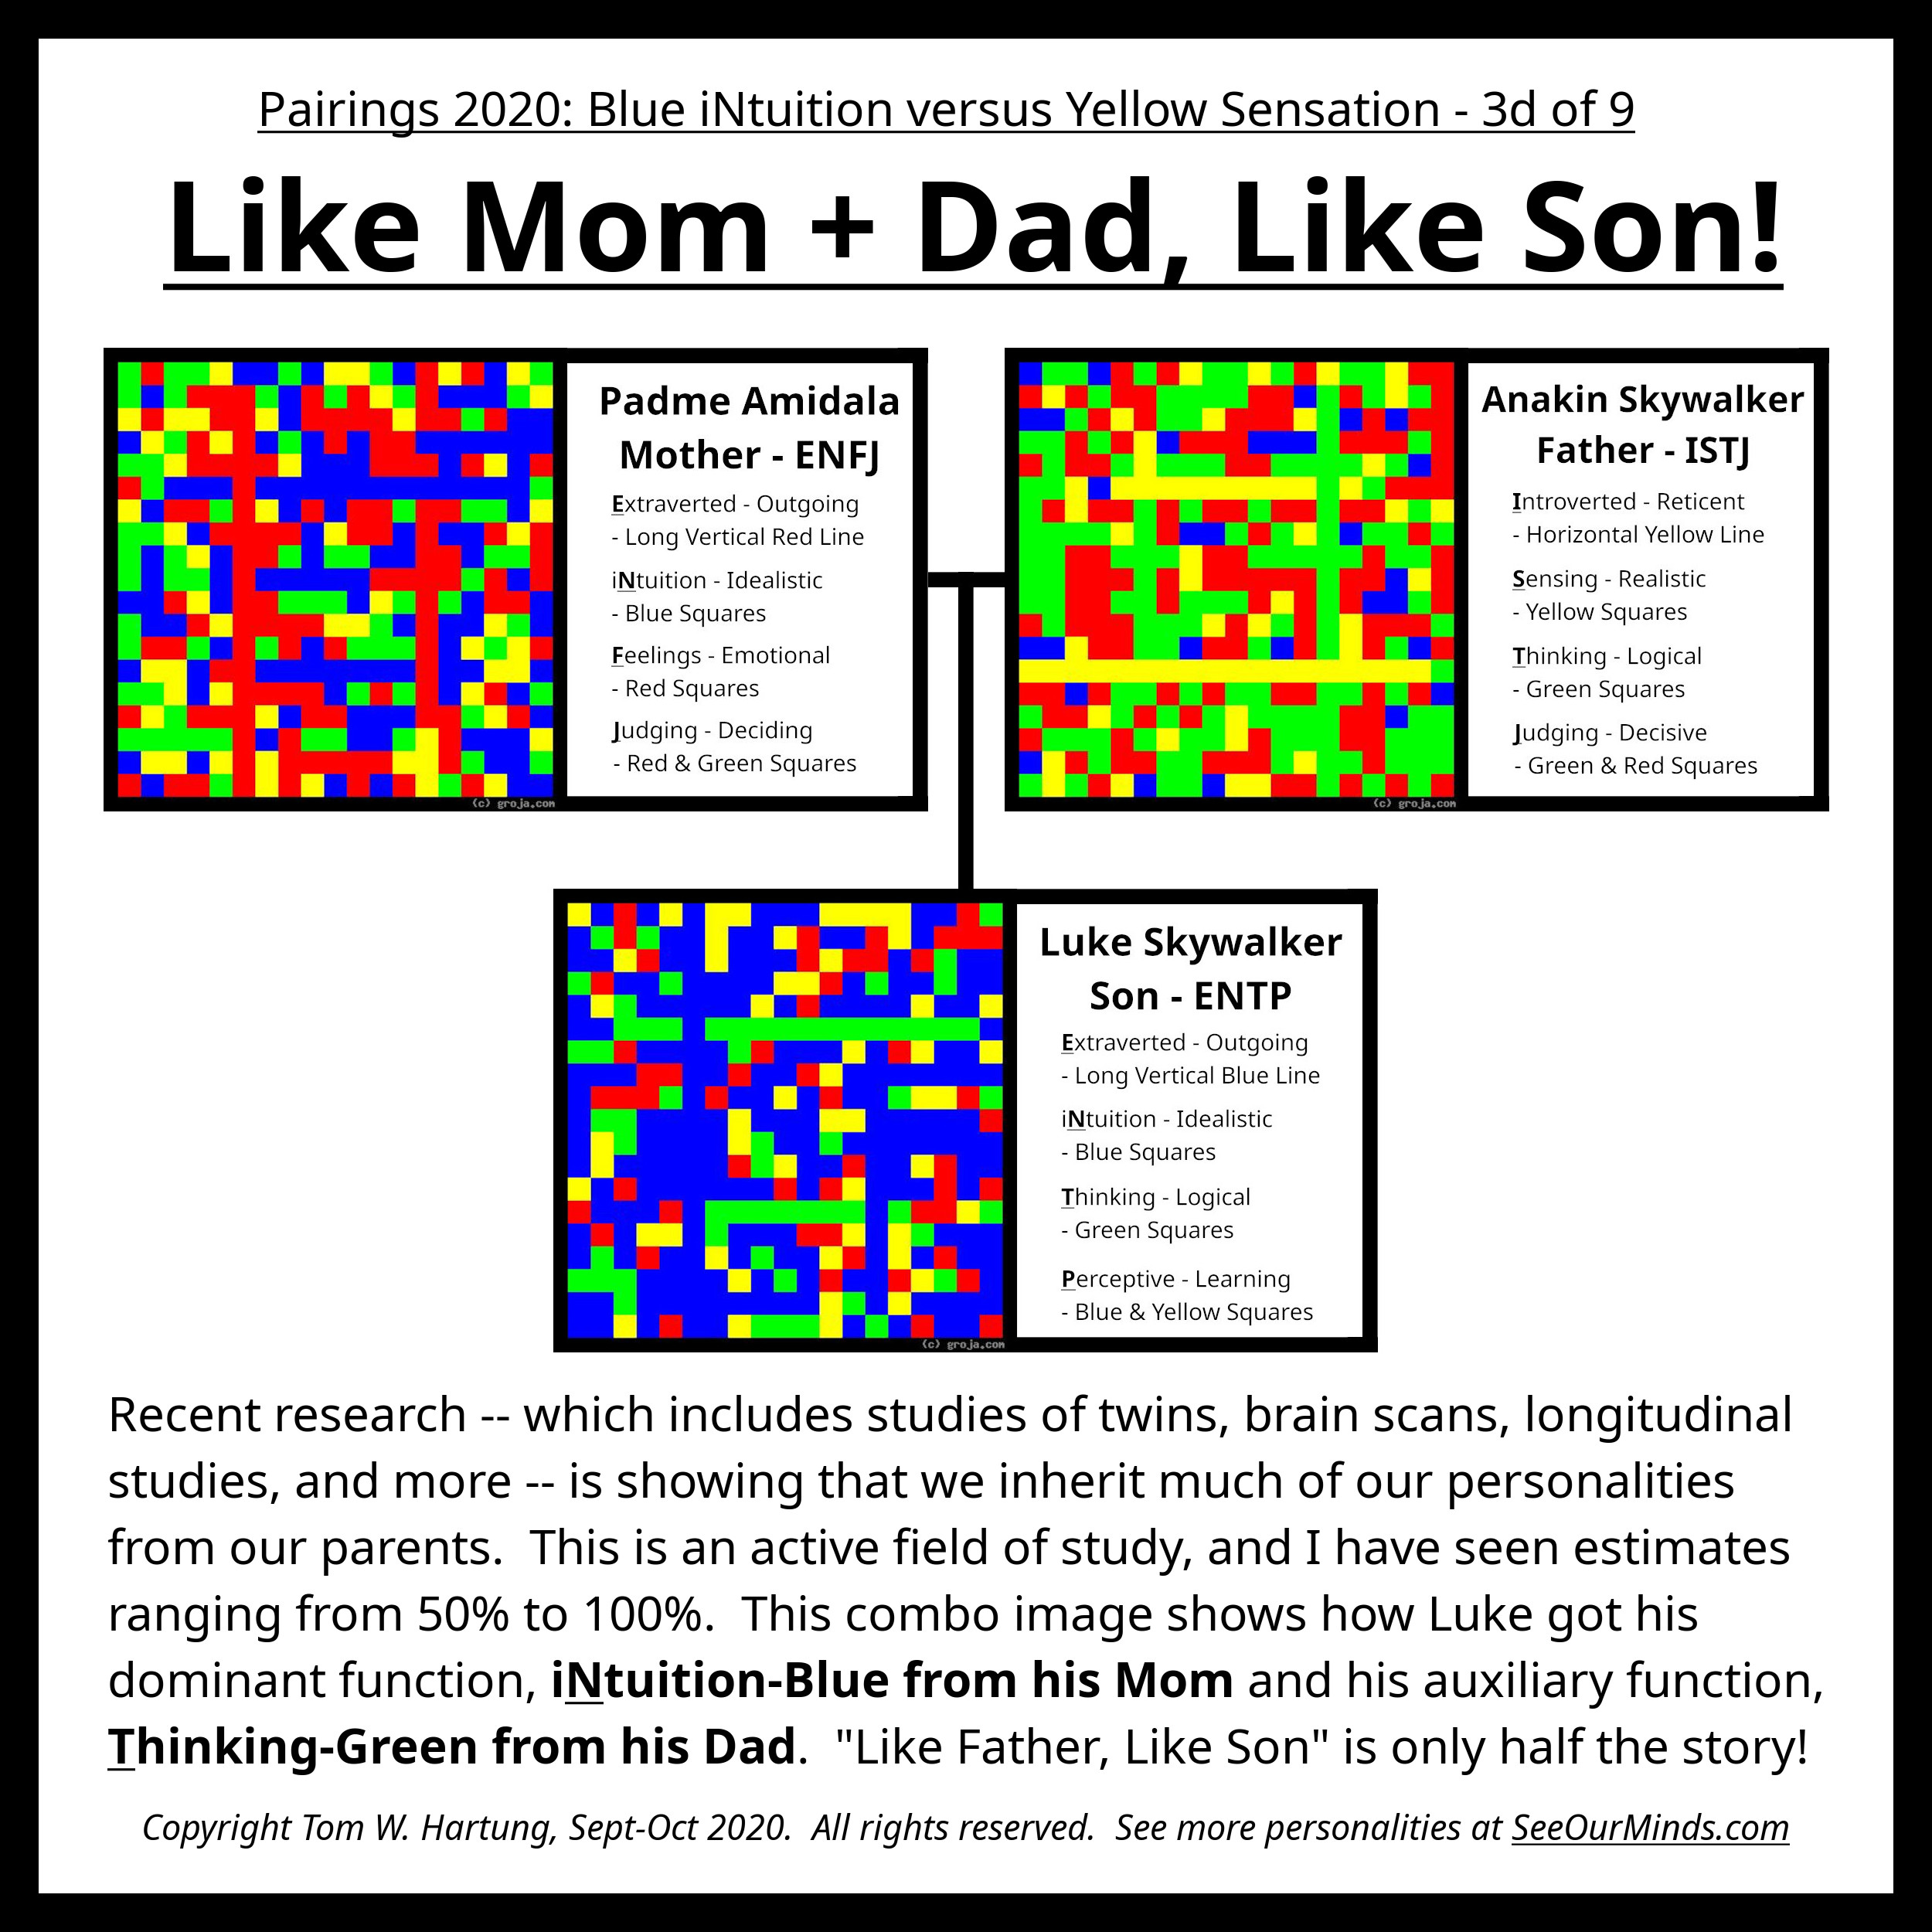 Pairings 2020: Blue iNtuition versus Yellow Sensation - 3d of 9
Like Mom + Dad, Like Son!
Padme Amidala
Mother - ENFJ
Extraverted - Outgoing
- Long Vertical Red Line
iNtuition - Idealistic
- Blue Squares
Feelings - Emotional
- Red Squares
Judging - Deciding
- Red & Green Squares
(c) groja.com
Anakin Skywalker
Father - ISTJ
Introverted - Reticent
- Horizontal Yellow Line
Sensing - Realistic
- Yellow Squares
Thinking - Logical
- Green Squares
Judging - Decisive
- Green & Red Squares
(c) groja.com
Luke Skywalker
Son - ENTP
Extraverted - Outgoing
- Long Vertical Blue Line
iNtuition - Idealistic
- Blue Squares
Thinking - Logical
- Green Squares
Perceptive - Learning
- Blue & Yellow Squares
(c) groja.com
Recent research -- which includes studies of twins, brain scans, longitudinal
studies, and more -- is showing that we inherit much of our personalities
from our parents.  This is an active field of study, and I have seen estimates
ranging from 50% to 100%.  This combo image shows how Luke got his
dominant function, iNtuition-Blue from his Mom and his auxiliary function,
Thinking-Green from his Dad.  "Like Father, Like Son" is only half the story!
Copyright Tom W. Hartung, Sept-Oct 2020.  All rights reserved.  See more personalities at SeeOurMinds.com